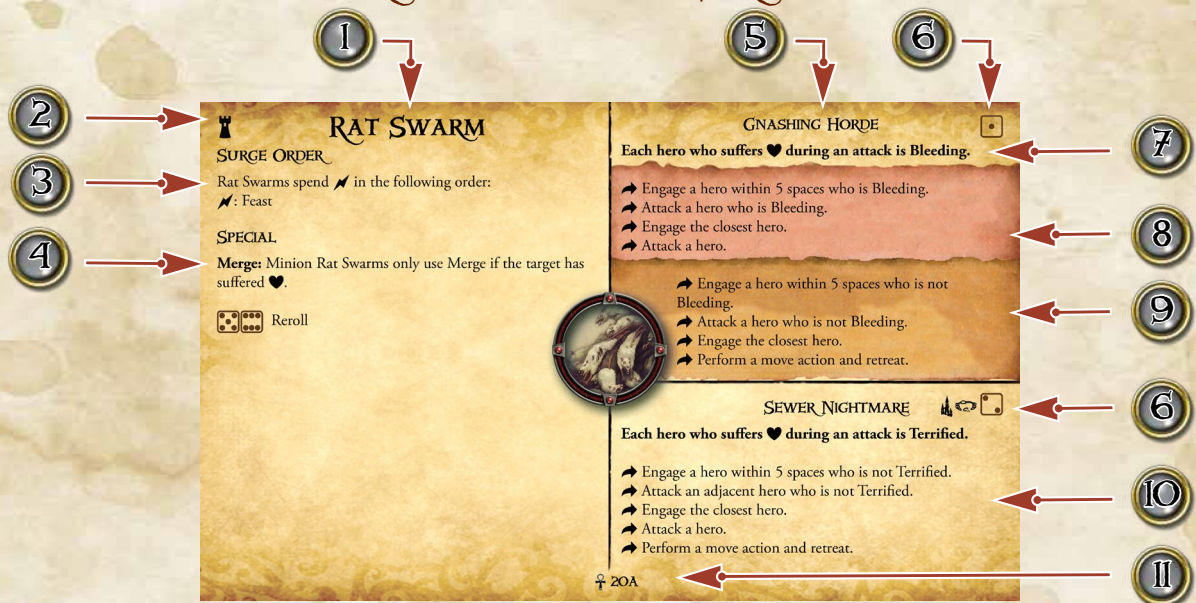 1
5
6
2
3
4
RAT SWARM
SURGE ORDER
Rat Swarms spend in the following order:
: Feast
SPECIAL
Merge: Minion Rat Swarms only use Merge if the target has
suffered ♥.
Reroll
GNASHING HORDE
Each hero who suffers ♥ during an attack is Bleeding.
Engage a hero within 5 spaces who is Bleeding.
Attack a hero who is Bleeding.
Engage the closest hero.
Attack a hero.
Engage a hero within 5 spaces who is not
Bleeding.
Attack a hero who is not Bleeding.
Engage the closest hero.
Perform a move action and retreat.
SEWER NIGHTMARE
Each hero who suffers ♥ during an attack is Terrified.
Engage a hero within 5 spaces who is not Terrified.
Attack an adjacent hero who is not Terrified.
Engage the closest hero.
Attack a hero.
Perform a move action and retreat.
20A
7
8
9
6
10
11